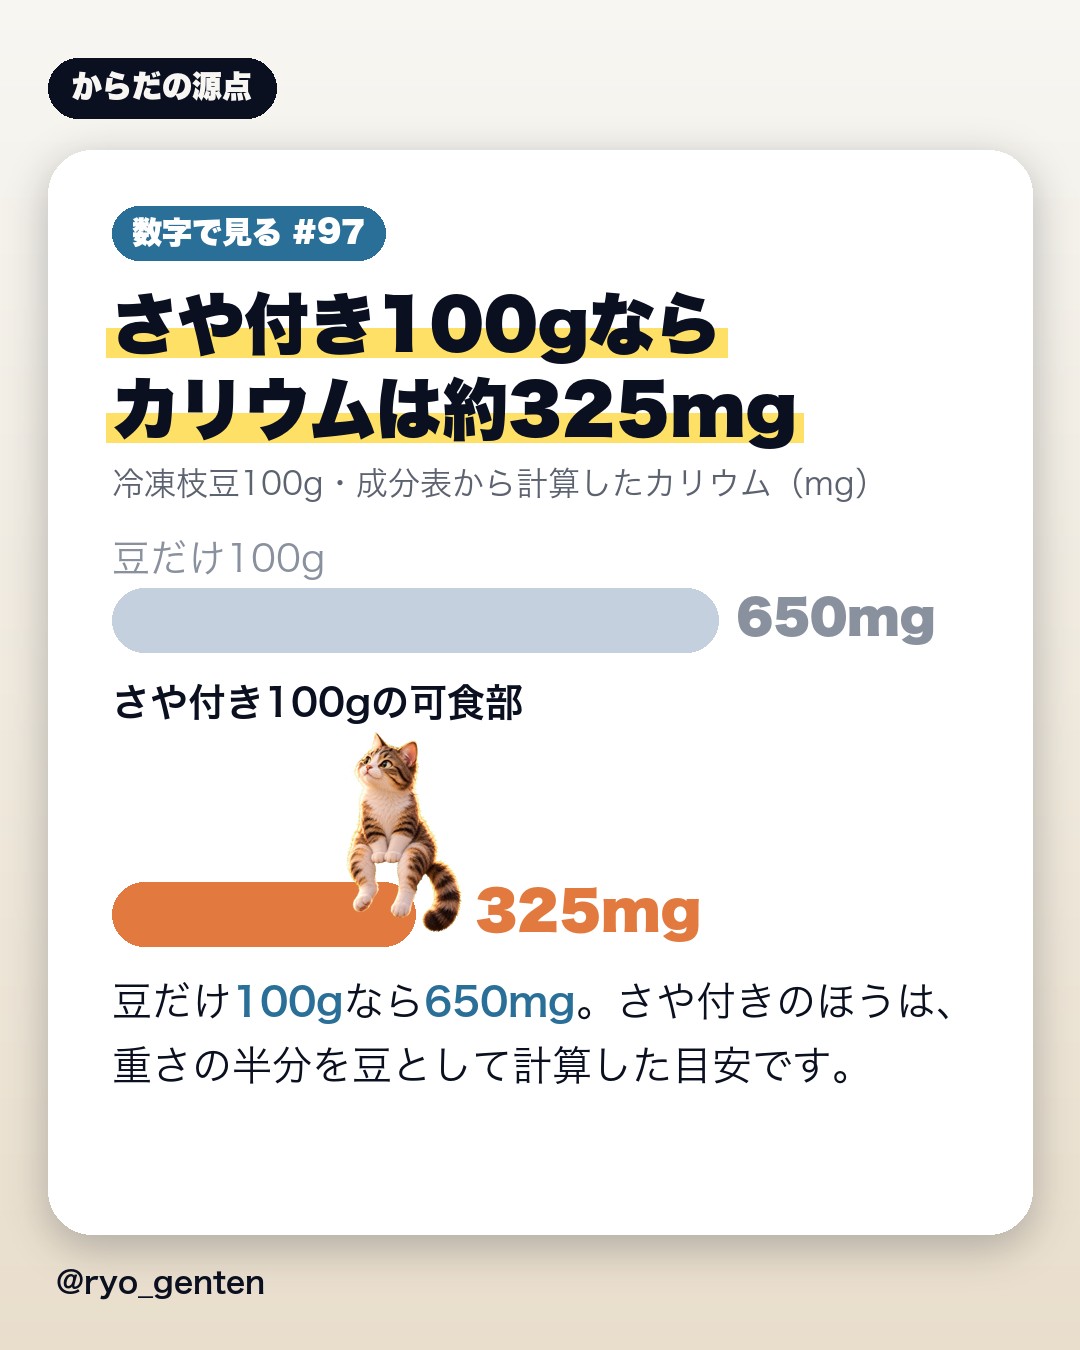 からだの源点
数字で見る #97
さや付き100gなら
カリウムは約325mg
冷凍枝豆100g・成分表から計算したカリウム（mg）
豆だけ100g
650mg
さや付き100gの可食部
325mg
豆だけ100gなら650mg。さや付きのほうは、
重さの半分を豆として計算した目安です。
@ryo_genten